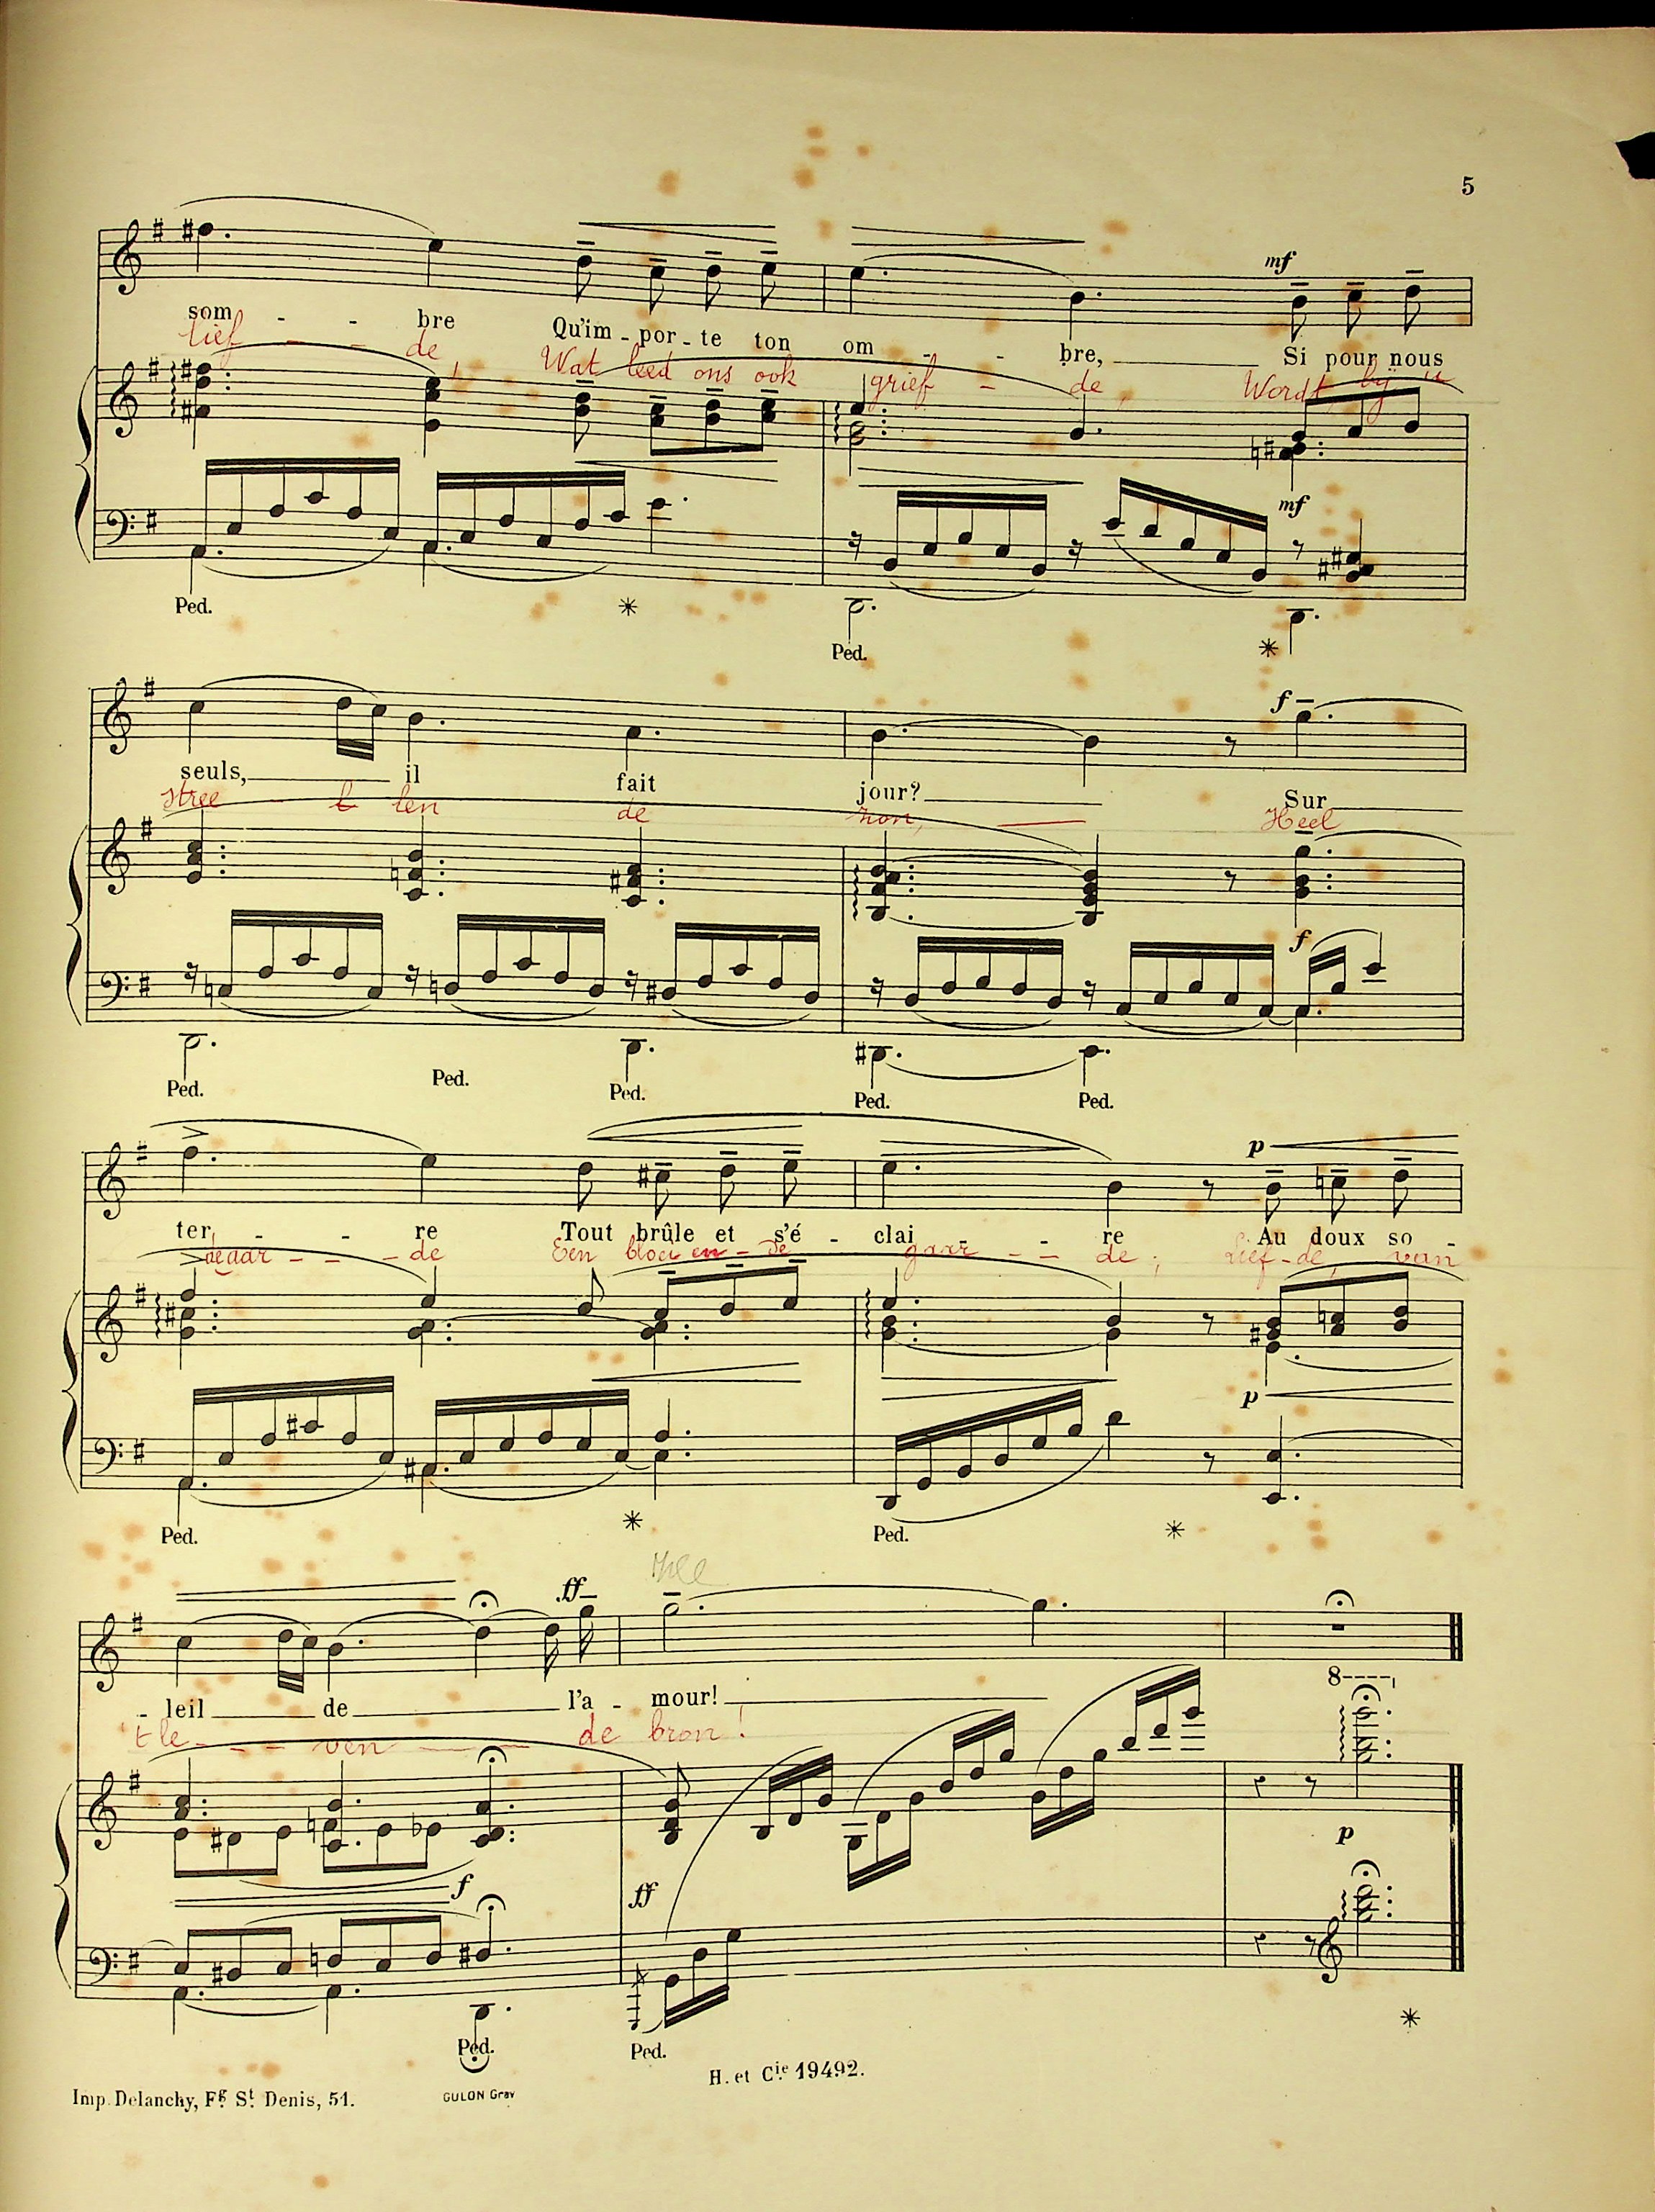 5
mf
som - - bre Qu'im - por - te ton om - - bre, Si pour nous
lief - - de, Wat leed ons ook grief - de, Wordt, bij u
mf
Ped. * Ped. *
f
seuls, il fait jour? Sur
stree - len de zon, Heel
f
Ped. Ped. Ped. Ped. Ped.
p
ter - - re Tout brûle et s'é - clai - - re Au doux so -
de aar - - - de Een bloei en - de gaar - - de; Lief - de, van
p
Ped. * Ped. *
ff
- leil de l'a - mour!
't le - - - ven de bron!
8
f ff p
Ped. Ped. *
H. et Cie 19492.
Imp. Delanchy, Fg St Denis, 51. GULON Grav